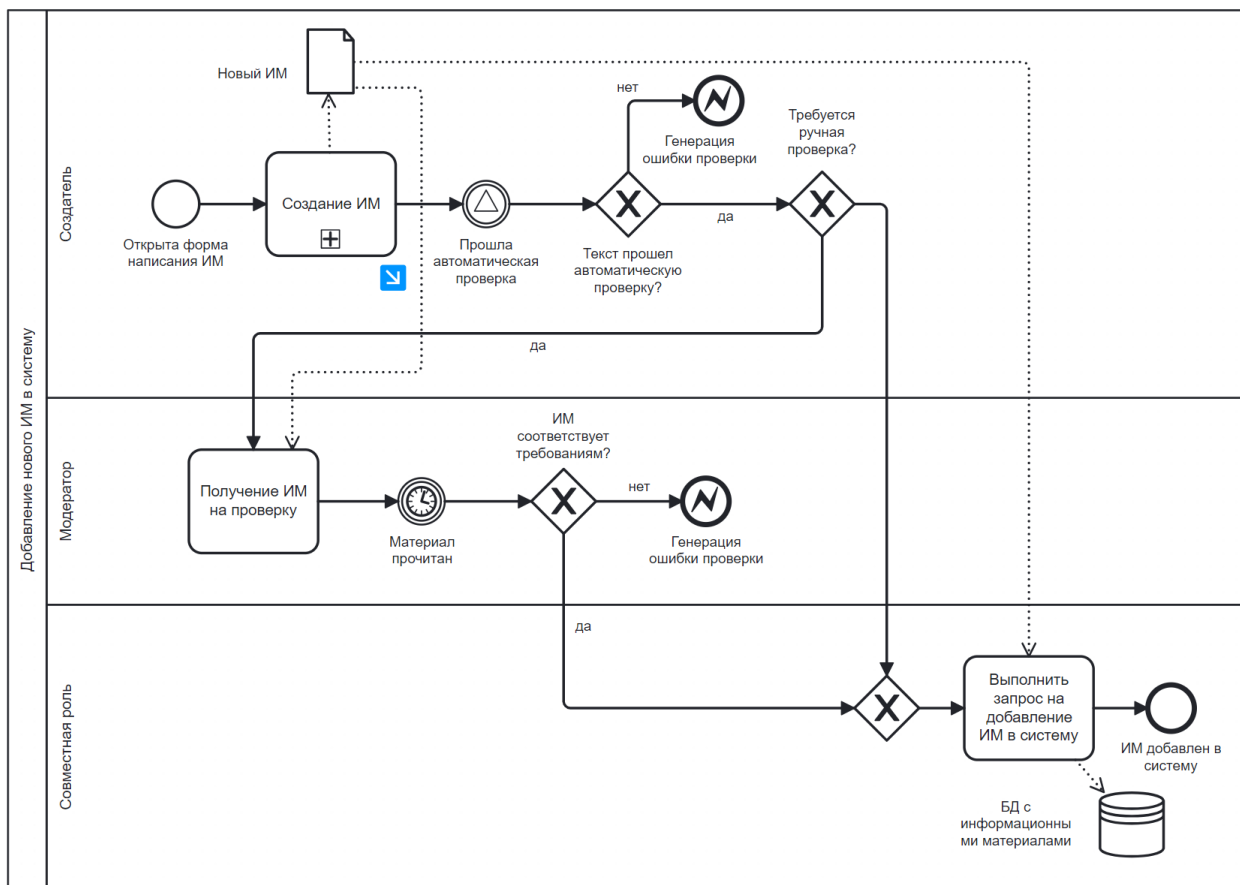 Добавление нового ИМ в систему
Создатель
Новый ИМ
Открыта форма
написания ИМ
Создание ИМ
Прошла
автоматическая
проверка
нет
Генерация
ошибки проверки
Текст прошел
автоматическую
проверку?
да
Требуется
ручная
проверка?
да
Модератор
Получение ИМ
на проверку
Материал
прочитан
ИМ
соответствует
требованиям?
нет
Генерация
ошибки проверки
да
Совместная роль
Выполнить
запрос на
добавление
ИМ в систему
ИМ добавлен в
систему
БД с
информационны
ми материалами